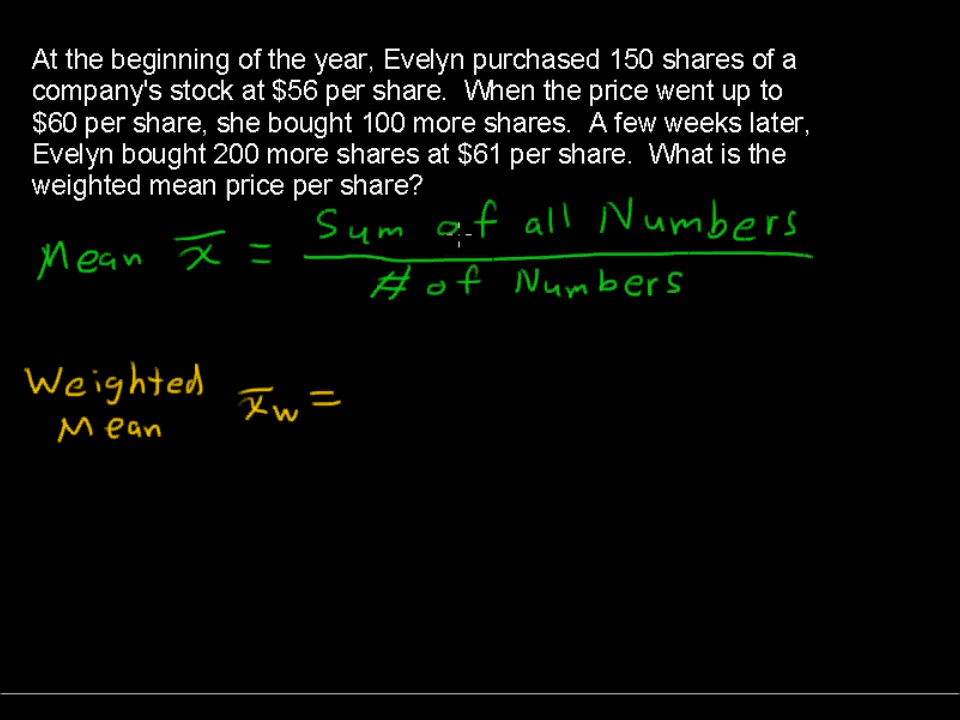 At the beginning of the year, Evelyn purchased 150 shares of a
company's stock at $56 per share.  When the price went up to
$60 per share, she bought 100 more shares.  A few weeks later,
Evelyn bought 200 more shares at $61 per share.  What is the
weighted mean price per share?
Mean x̄ = Sum of all Numbers
# of Numbers
Weighted
Mean x̄w =